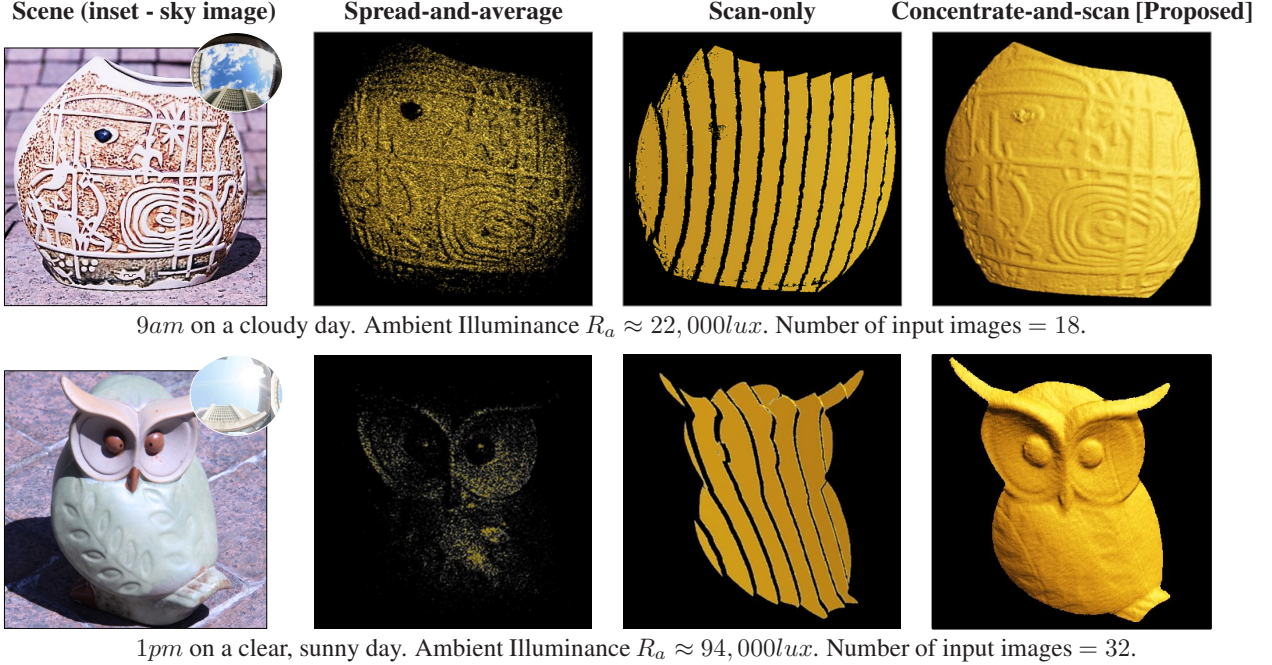 Scene (inset - sky image) Spread-and-average Scan-only Concentrate-and-scan [Proposed]
9am on a cloudy day. Ambient Illuminance Rₐ ≈ 22, 000lux. Number of input images = 18.
1pm on a clear, sunny day. Ambient Illuminance Rₐ ≈ 94, 000lux. Number of input images = 32.